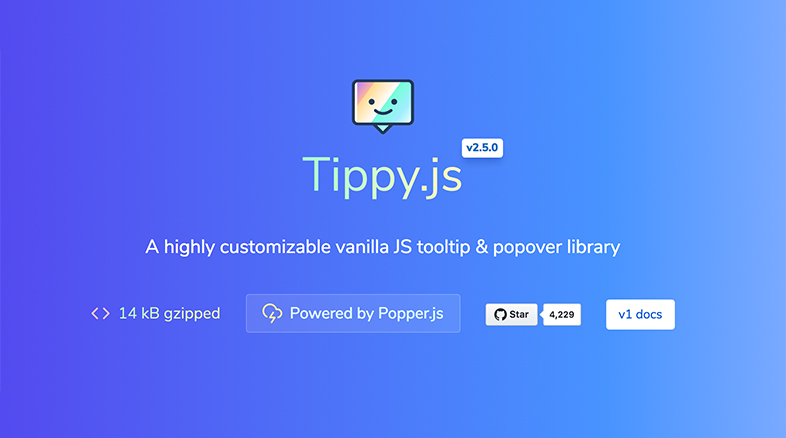 v2.5.0
Tippy.js
A highly customizable vanilla JS tooltip & popover library
14 kB gzipped Powered by Popper.js Star 4,229 v1 docs